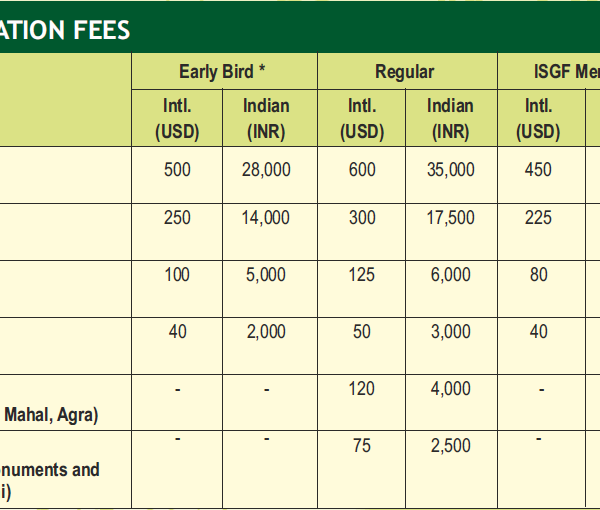 ATION FEES
Early Bird * Regular ISGF Mem
Intl. Indian Intl. Indian Intl.
(USD) (INR) (USD) (INR) (USD)
500 28,000 600 35,000 450
250 14,000 300 17,500 225
100 5,000 125 6,000 80
40 2,000 50 3,000 40
- - 120 4,000 -
Mahal, Agra)
- - 75 2,500 -
numents and
i)